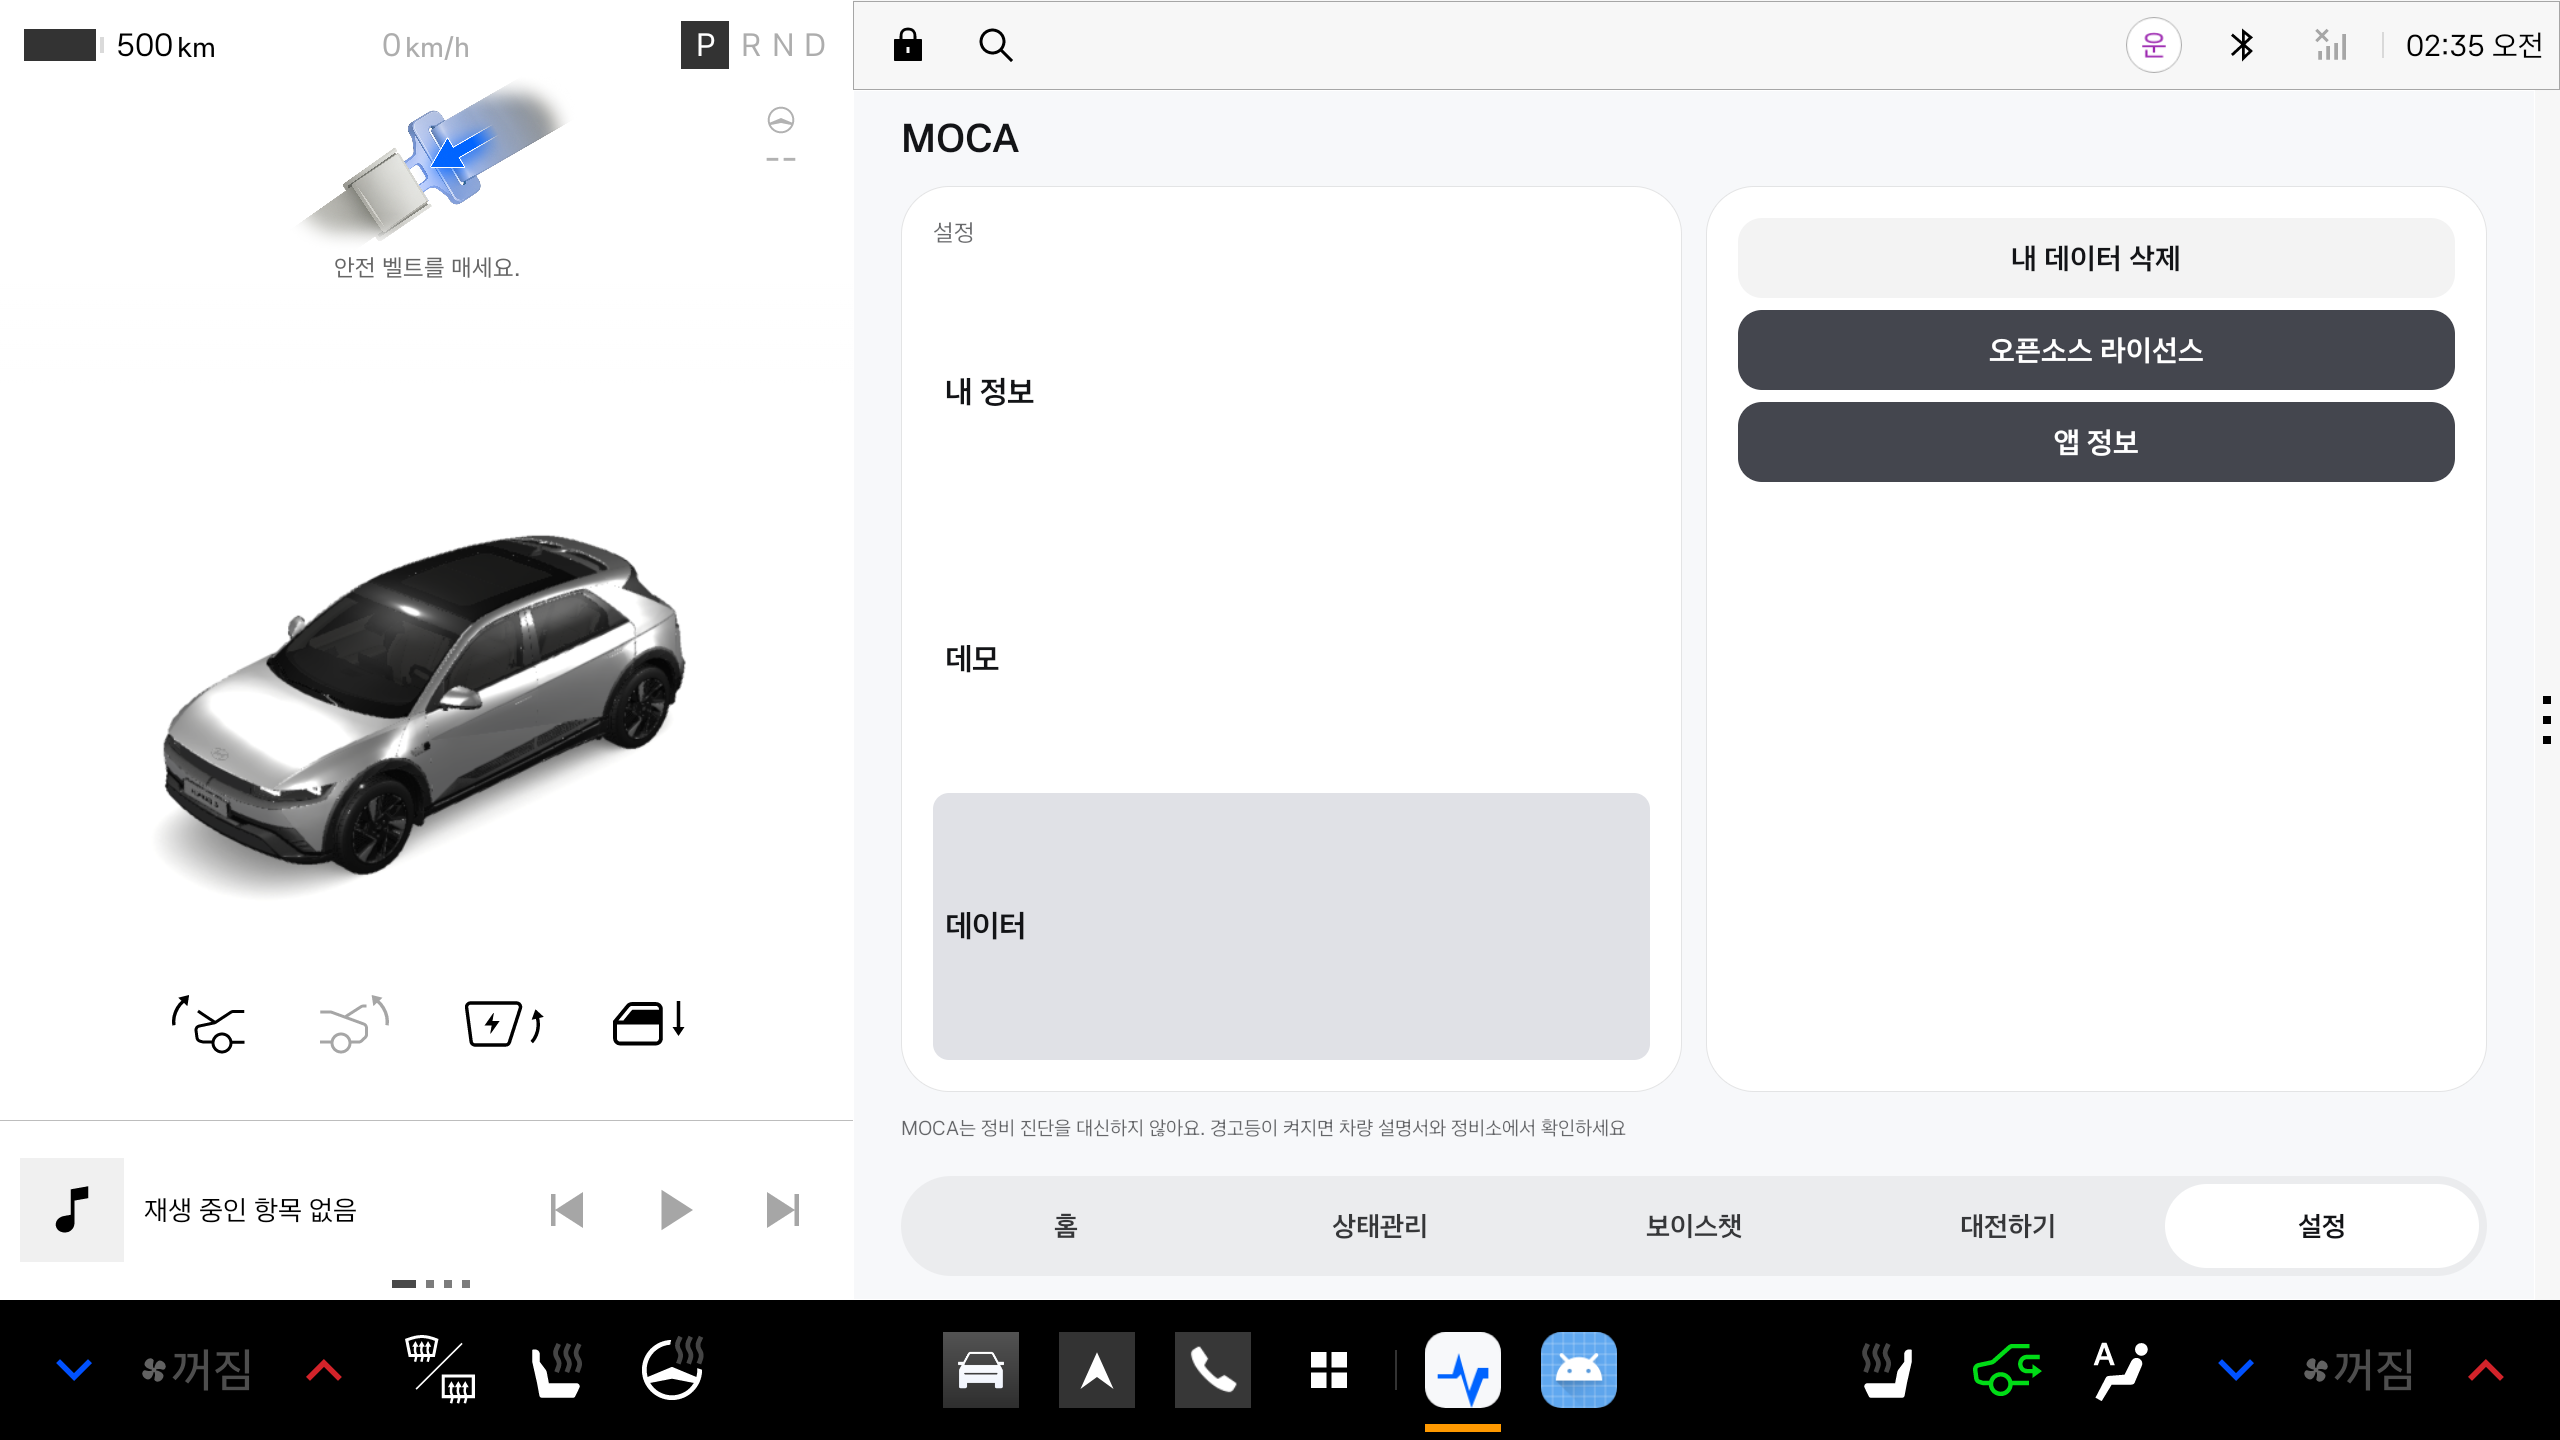 500 km
0 km/h
P R N D
운
02:35 오전
안전 벨트를 매세요.
--
MOCA
설정
내 정보
데모
데이터
내 데이터 삭제
오픈소스 라이선스
앱 정보
MOCA는 정비 진단을 대신하지 않아요. 경고등이 켜지면 차량 설명서와 정비소에서 확인하세요
재생 중인 항목 없음
홈
상태관리
보이스챗
대전하기
설정
꺼짐
A
꺼짐